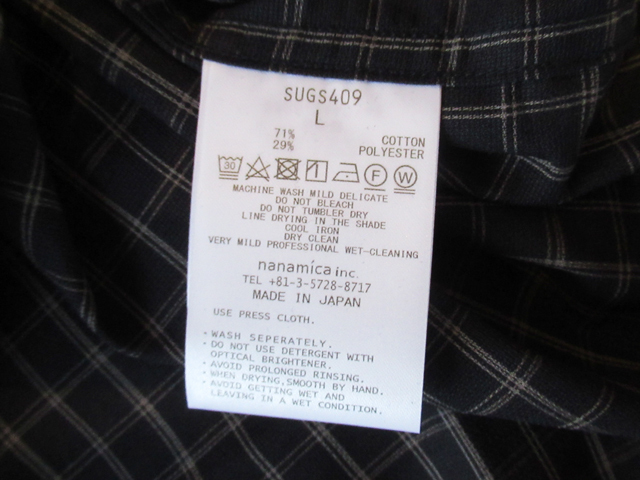 SUGS409
L
71% COTTON
29% POLYESTER
30 F W
MACHINE WASH MILD DELICATE
DO NOT BLEACH
DO NOT TUMBLER DRY
LINE DRYING IN THE SHADE
COOL IRON
DRY CLEAN
VERY MILD PROFESSIONAL WET-CLEANING
nanamica inc.
TEL +81-3-5728-8717
MADE IN JAPAN
USE PRESS CLOTH.
・WASH SEPERATELY.
・DO NOT USE DETERGENT WITH
OPTICAL BRIGHTENER.
・AVOID PROLONGED RINSING.
・WHEN DRYING,SMOOTH BY HAND.
・AVOID GETTING WET AND
LEAVING IN A WET CONDITION.